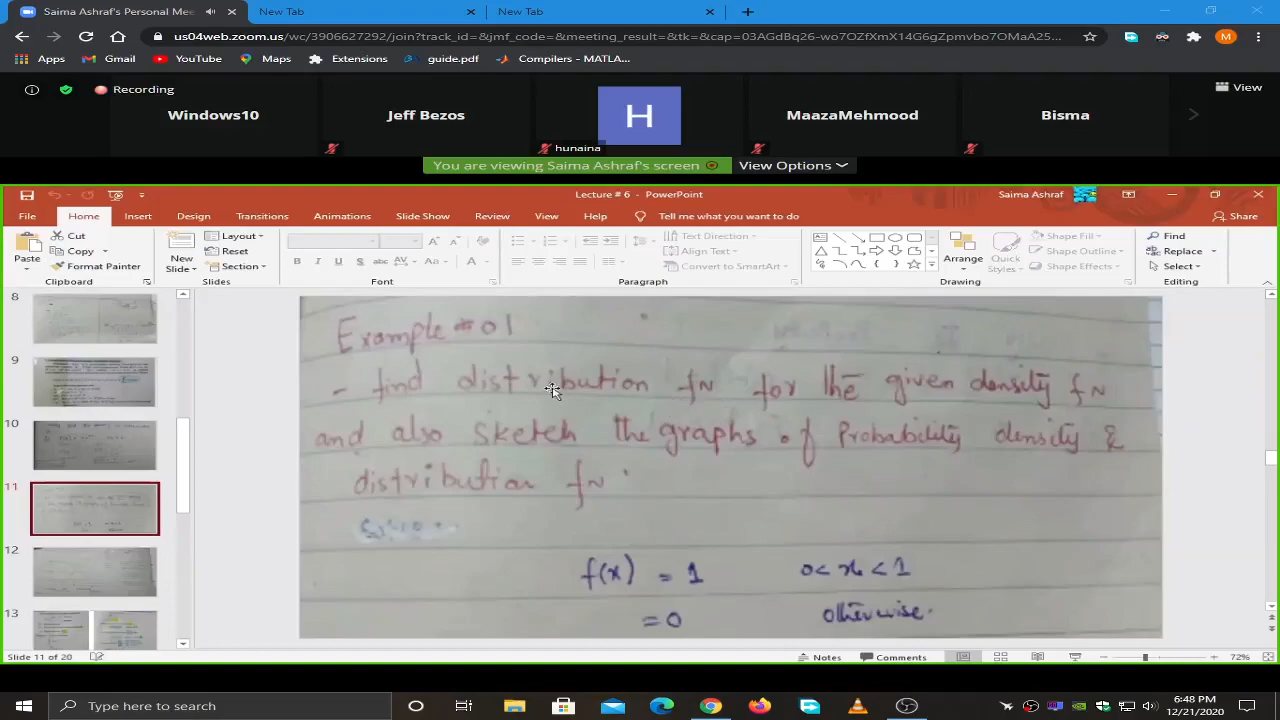 Saima Ashraf's Personal Mee
New Tab
New Tab
us04web.zoom.us/wc/3906627292/join?track_id=&jmf_code=&meeting_result=&tk=&cap=03AGdBq26-wo7OZfXmX14G6gZpmvbo7OMaA25...
Apps
Gmail
YouTube
Maps
Extensions
guide.pdf
Compilers - MATLA...
Recording
View
Windows10
Jeff Bezos
H
hunaina
MaazaMehmood
Bisma
You are viewing Saima Ashraf's screen
View Options
Lecture # 6 - PowerPoint
Saima Ashraf
File
Home
Insert
Design
Transitions
Animations
Slide Show
Review
View
Help
Tell me what you want to do
Share
Paste
Cut
Copy
Format Painter
Clipboard
New Slide
Layout
Reset
Section
Slides
B I U S abc AV Aa A
Font
Text Direction
Align Text
Convert to SmartArt
Paragraph
Arrange
Quick Styles
Shape Fill
Shape Outline
Shape Effects
Drawing
Find
Replace
Select
Editing
8
9
10
11
12
13
Example # 01
- find distribution fN for the given density fN
and also sketch the graphs of Probability density &
distribution fN .
f(x) = 1 0< x < 1
= 0 otherwise.
Slide 11 of 20
Notes
Comments
72%
Type here to search
6:48 PM
12/21/2020